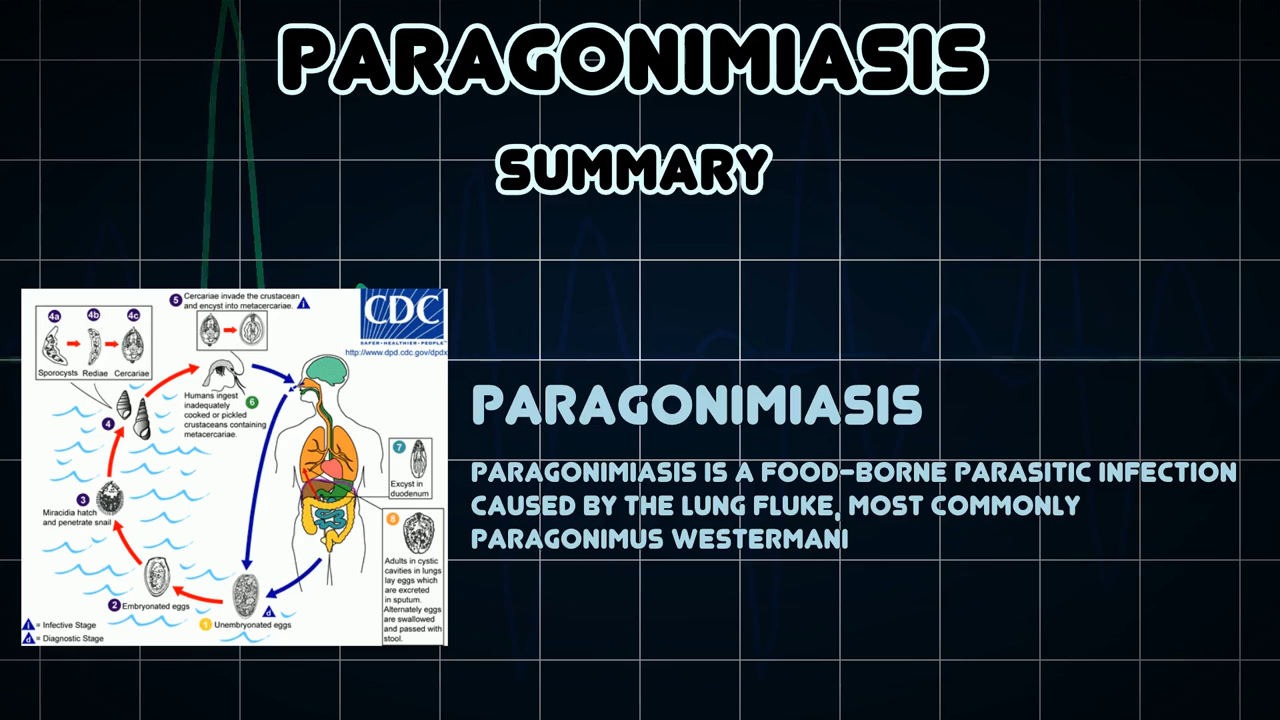 PARAGONIMIASIS
SUMMARY
5 Cercariae invade the crustacean
and encyst into metacercariae. i
CDC
SAFER·HEALTHIER·PEOPLE™
http://www.dpd.cdc.gov/dpdx
4a 4b 4c
Sporocysts Rediae Cercariae
Humans ingest 6
inadequately
cooked or pickled
crustaceans containing
metacercariae.
4
7
Excyst in
duodenum
3
Miracidia hatch
and penetrate snail
8
Adults in cystic
cavities in lungs
lay eggs which
are excreted
in sputum.
Alternately eggs
are swallowed
and passed with
stool.
2 Embryonated eggs
d
1 Unembryonated eggs
i = Infective Stage
d = Diagnostic Stage
PARAGONIMIASIS
PARAGONIMIASIS IS A FOOD-BORNE PARASITIC INFECTION
CAUSED BY THE LUNG FLUKE, MOST COMMONLY
PARAGONIMUS WESTERMANI